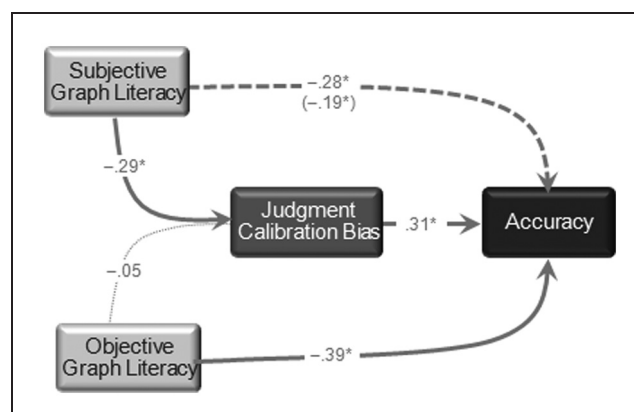 Subjective
Graph Literacy
–.28*
(–.19*)
–.29*
Judgment
Calibration Bias
.31*
Accuracy
–.05
Objective
Graph Literacy
–.39*